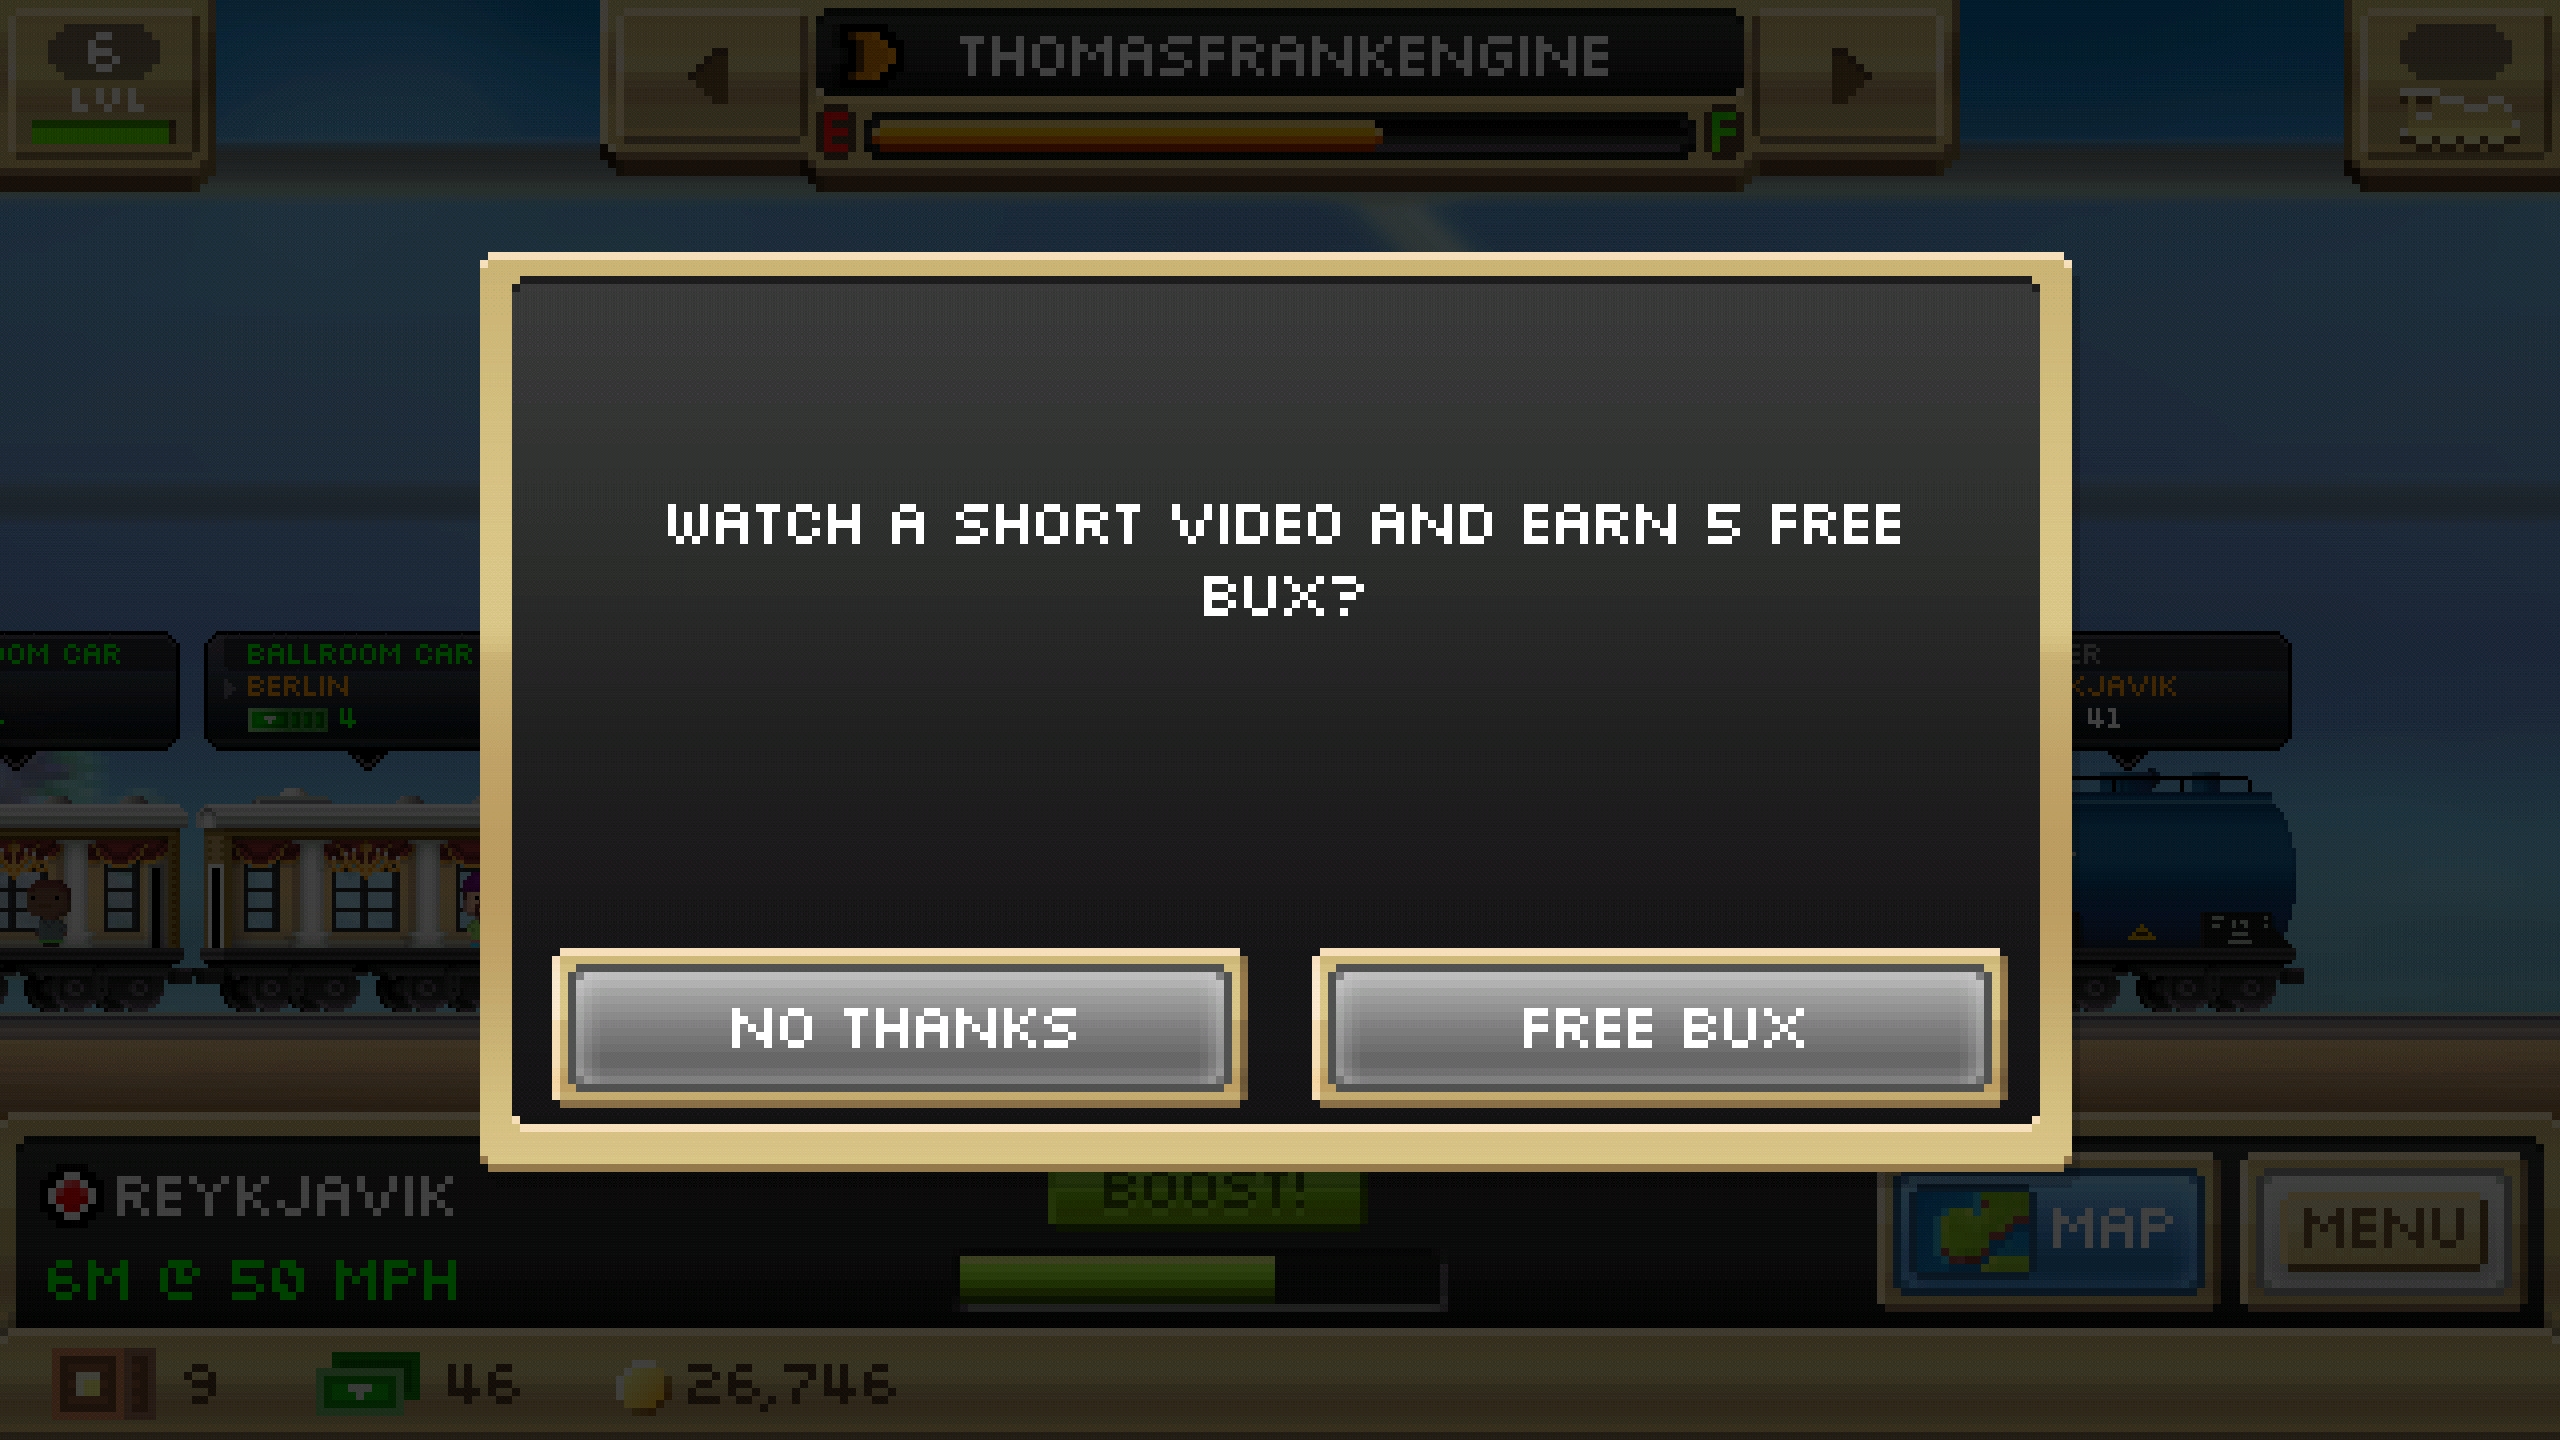 6
LVL
THOMASFRANKENGINE
E F
WATCH A SHORT VIDEO AND EARN 5 FREE
BUX?
OOM CAR
BALLROOM CAR
BERLIN
4
ER
KJAVIK
41
NO THANKS
FREE BUX
REYKJAVIK
6M @ 50 MPH
BOOST!
MAP
MENU
9
46
26,746